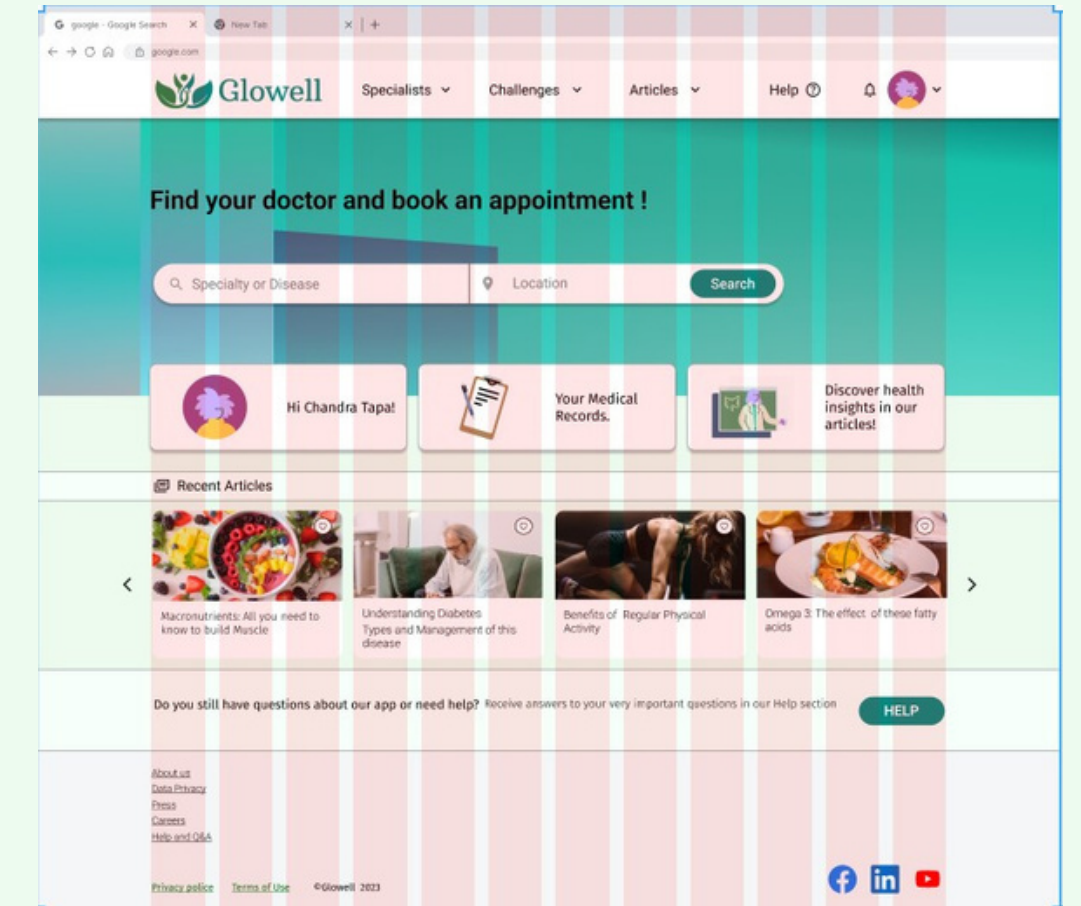 google - Google Search
New Tab
google.com
Glowell
Specialists
Challenges
Articles
Help
Find your doctor and book an appointment !
Specialty or Disease
Location
Search
Hi Chandra Tapa!
Your Medical
Records.
Discover health
insights in our
articles!
Recent Articles
Macronutrients: All you need to
know to build Muscle
Understanding Diabetes
Types and Management of this
disease
Benefits of Regular Physical
Activity
Omega 3: The effect of these fatty
acids
Do you still have questions about our app or need help? Receive answers to your very important questions in our Help section
HELP
About us
Data Privacy
Press
Careers
Help and Q&A
Privacy police
Terms of Use
©Glowell 2023